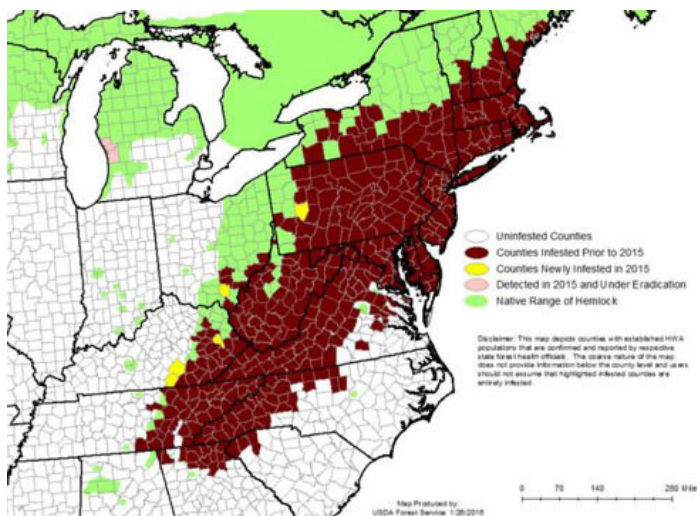 Uninfested Counties
Counties Infested Prior to 2015
Counties Newly Infested in 2015
Detected in 2015 and Under Eradication
Native Range of Hemlock
Disclaimer: This map depicts counties with established HWA
populations that are confirmed and reported by respective
state forest health officials. The coarse nature of the map
does not provide information below the county level and users
should not assume that highlighted infested counties are
entirely infested.
0 70 140 280 Miles
Map Produced by:
USDA Forest Service 1/26/2016